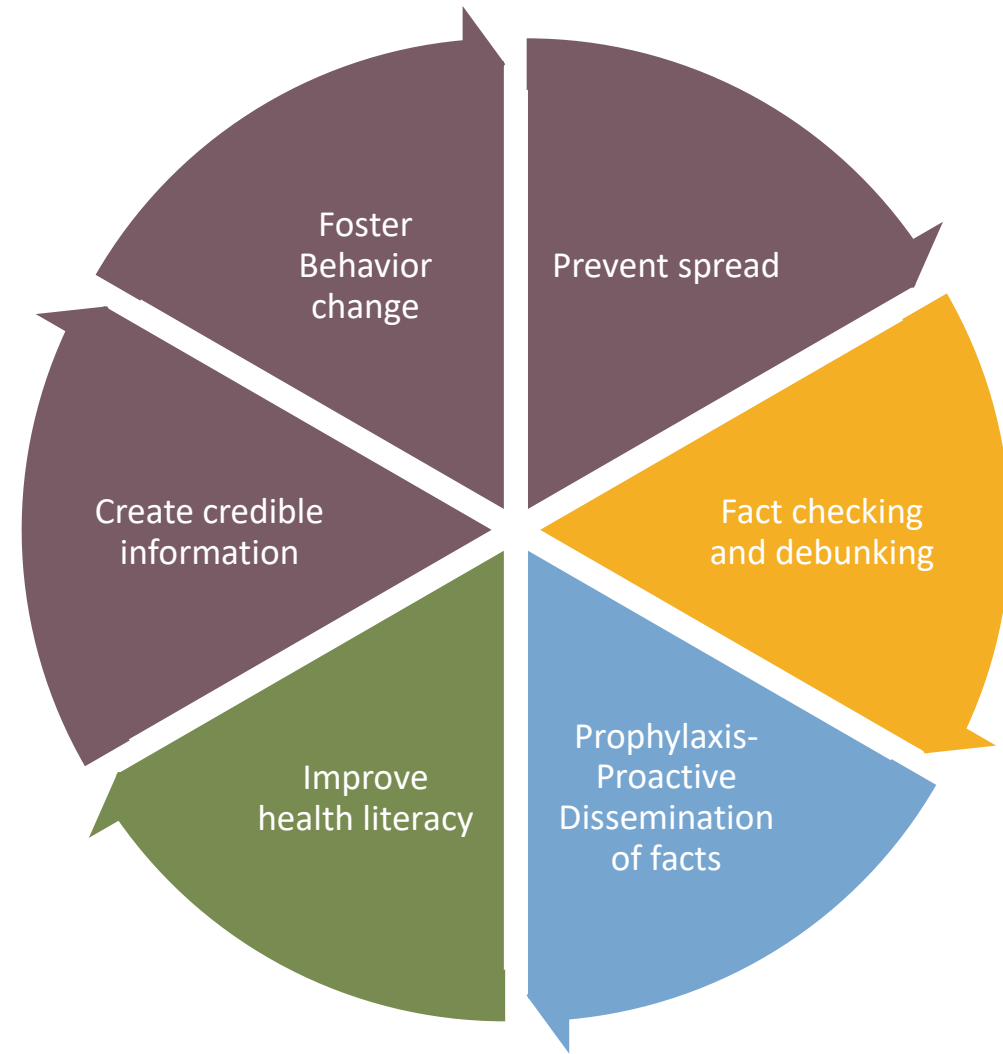 Foster
Behavior
change
Prevent spread
Fact checking
and debunking
Prophylaxis-
Proactive
Dissemination
of facts
Improve
health literacy
Create credible
information